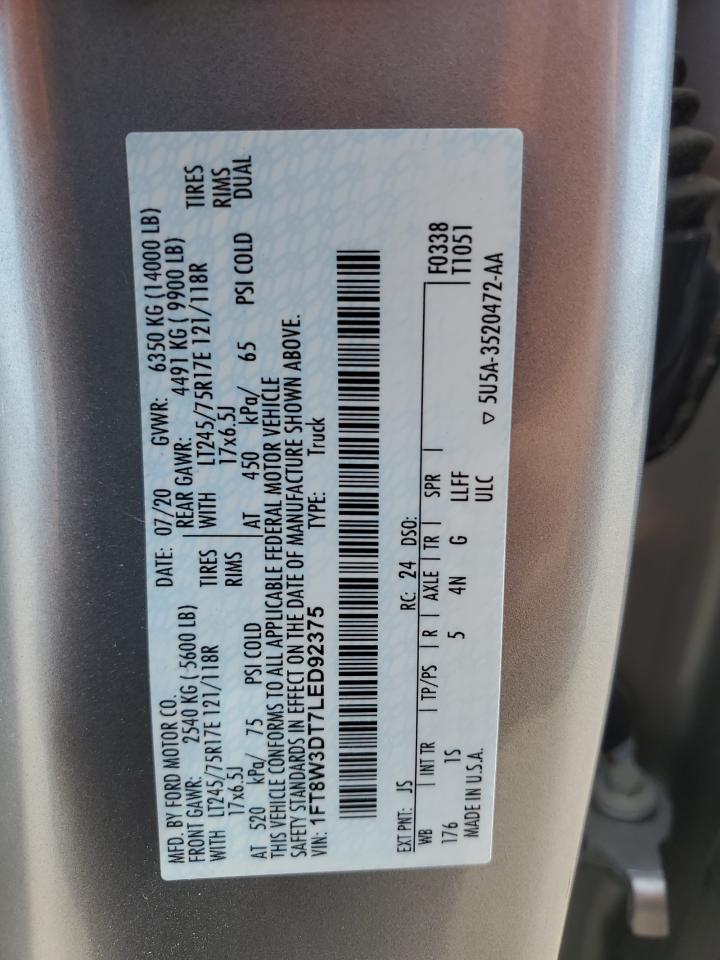 MFD. BY FORD MOTOR CO.
DATE: 07/20 GVWR: 6350 KG (14000 LB)
FRONT GAWR: 2540 KG ( 5600 LB)
REAR GAWR: 4491 KG ( 9900 LB)
WITH LT245/75R17E 121/118R TIRES
WITH LT245/75R17E 121/118R TIRES
17x6.5J RIMS
17x6.5J RIMS
AT 520 kPa/ 75 PSI COLD
AT 450 kPa/ 65 PSI COLD DUAL
THIS VEHICLE CONFORMS TO ALL APPLICABLE FEDERAL MOTOR VEHICLE
SAFETY STANDARDS IN EFFECT ON THE DATE OF MANUFACTURE SHOWN ABOVE.
VIN: 1FT8W3DT7LED92375 TYPE: Truck
EXT PNT: JS RC: 24 DSO: F0338
WB INT TR TP/PS R AXLE TR SPR T1051
176 1S 5 4N G LLFF
ULC
MADE IN U.S.A. ▽ 5U5A-3520472-AA